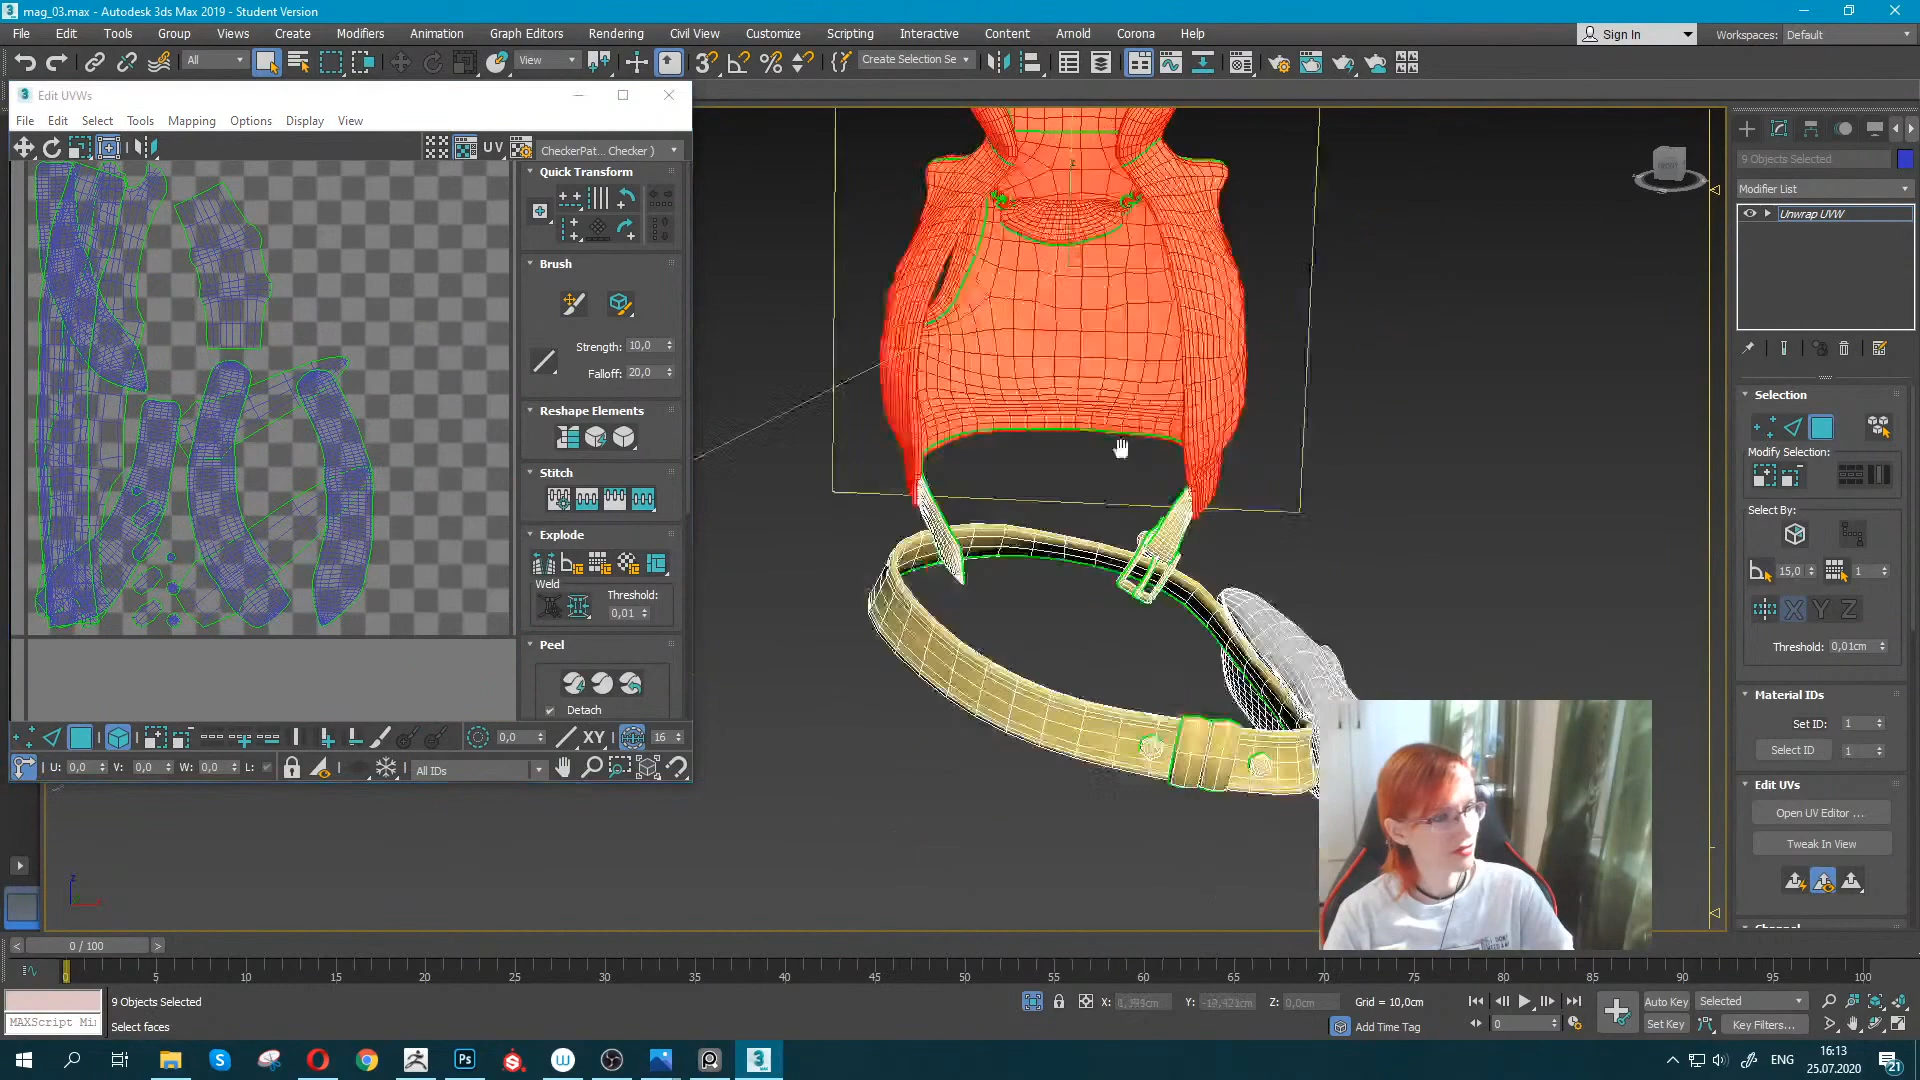 mag_03.max - Autodesk 3ds Max 2019 - Student Version
File Edit Tools Group Views Create Modifiers Animation Graph Editors Rendering Civil View Customize Scripting Interactive Content Arnold Corona Help
Sign In
Workspaces: Default
All
View
Create Selection Se
Edit UVWs
File Edit Select Tools Mapping Options Display View
UV
CheckerPat... Checker )
Quick Transform
Brush
Strength: 10,0
Falloff: 20,0
Reshape Elements
Stitch
Explode
Weld
Threshold:
0,01
Peel
Detach
0,0
XY
16
U: 0,0 V: 0,0 W: 0,0 L:
All IDs
9 Objects Selected
Modifier List
Unwrap UVW
Selection
Modify Selection:
Select By:
15,0
1
X Y Z
Threshold: 0,01cm
Material IDs
Set ID: 1
Select ID 1
Edit UVs
Open UV Editor ...
Tweak In View
0 / 100
0 5 10 15 20 25 30 35 40 45 50 55 60 65 70 75 80 85 90 95 100
9 Objects Selected
MAXScript Mi
Select faces
X: Y: Z: 0,0cm
Grid = 10,0cm
Add Time Tag
0
Auto Key
Selected
Set Key
Key Filters...
ENG
16:13
25.07.2020
21